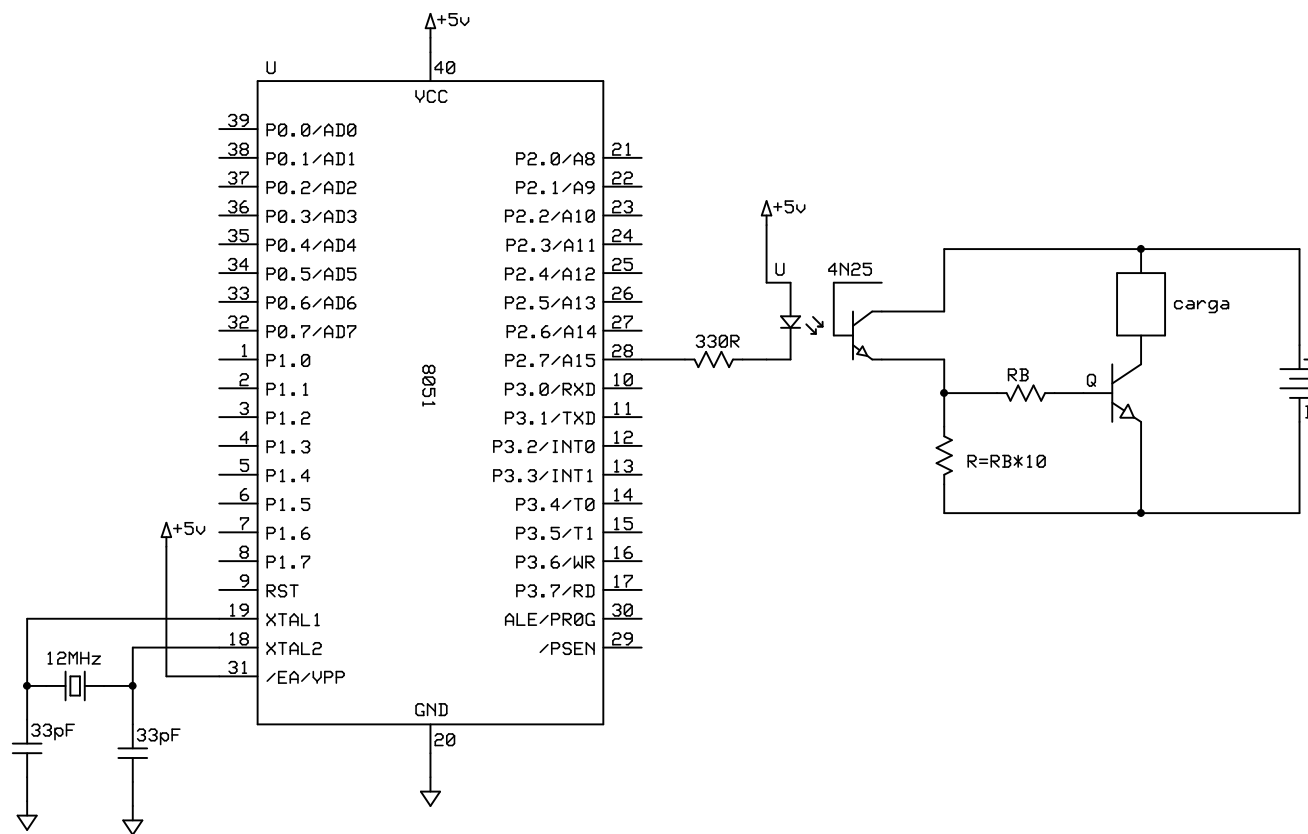 +5v
U
40
VCC
39 P0.0/AD0
38 P0.1/AD1
37 P0.2/AD2
36 P0.3/AD3
35 P0.4/AD4
34 P0.5/AD5
33 P0.6/AD6
32 P0.7/AD7
1 P1.0
2 P1.1
3 P1.2
4 P1.3
5 P1.4
6 P1.5
7 P1.6
8 P1.7
9 RST
19 XTAL1
18 XTAL2
31 /EA/VPP
8051
P2.0/A8 21
P2.1/A9 22
P2.2/A10 23
P2.3/A11 24
P2.4/A12 25
P2.5/A13 26
P2.6/A14 27
P2.7/A15 28
P3.0/RXD 10
P3.1/TXD 11
P3.2/INT0 12
P3.3/INT1 13
P3.4/T0 14
P3.5/T1 15
P3.6/WR 16
P3.7/RD 17
ALE/PR0G 30
/PSEN 29
GND
20
+5v
12MHz
33pF
33pF
+5v
U
4N25
330R
RB
Q
R=RB*10
carga